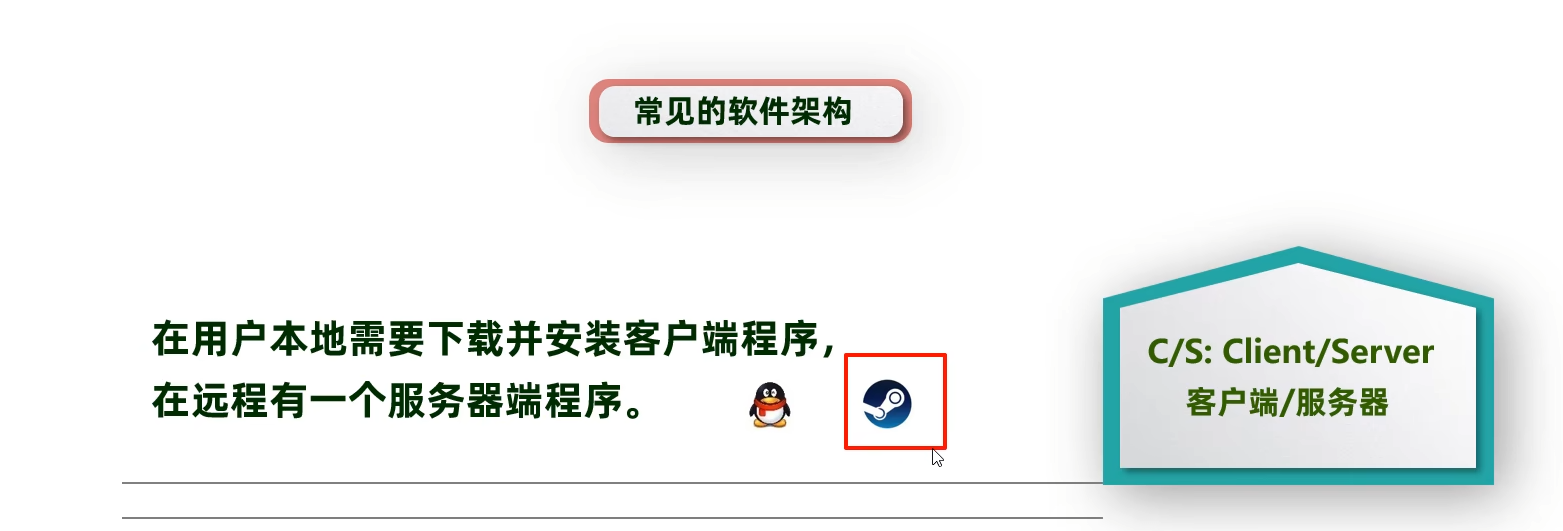 常见的软件架构
在用户本地需要下载并安装客户端程序，
在远程有一个服务器端程序。
C/S: Client/Server
客户端/服务器